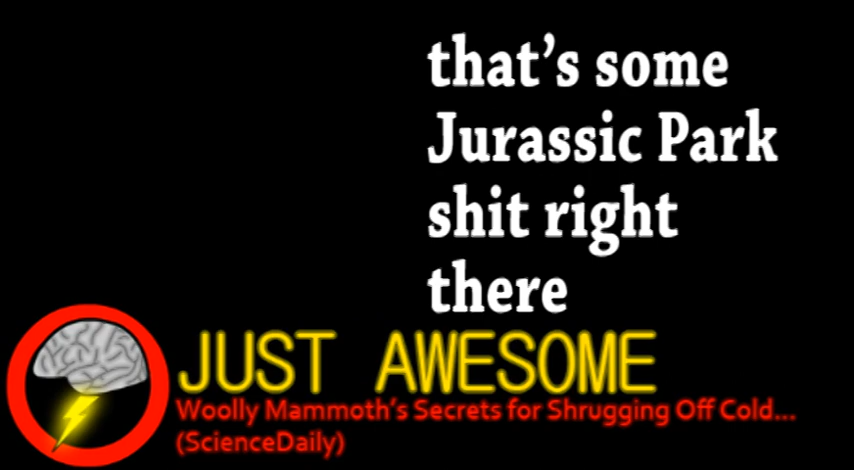 that’s some
Jurassic Park
shit right
there
JUST AWESOME
Woolly Mammoth’s Secrets for Shrugging Off Cold...
(ScienceDaily)